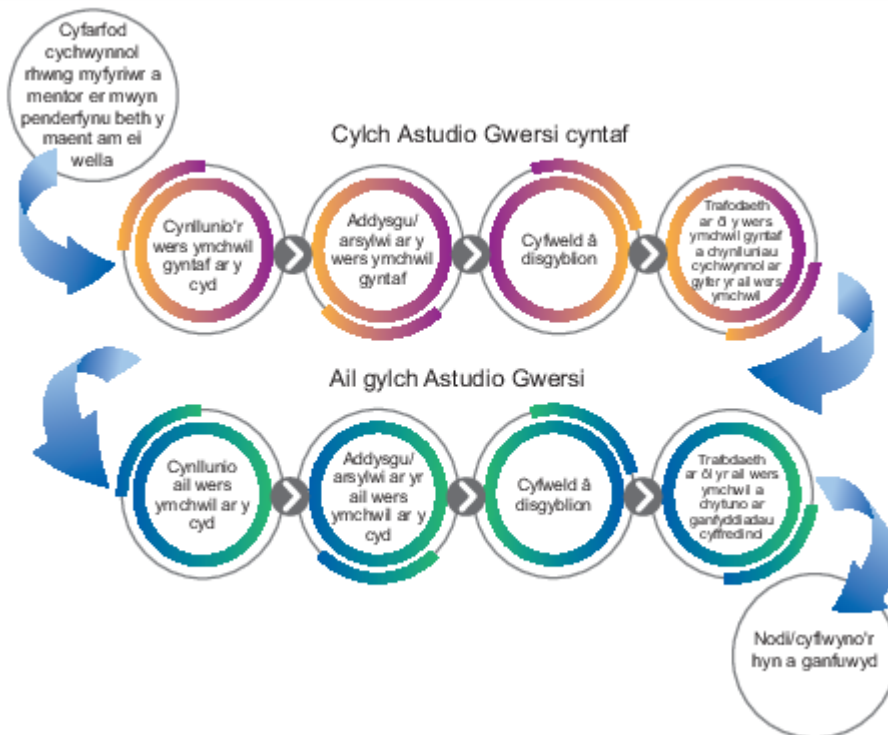 Cyfarfod
cychwynnol
rhwng myfyriwr a
mentor er mwyn
penderfynu beth y
maent am ei
wella
Cylch Astudio Gwersi cyntaf
Cynllunio'r
wers ymchwil
gyntaf ar y
cyd
Addysgu/
arsylwi ar y
wers ymchwil
gyntaf
Cyfweld â
disgyblion
Trafodaeth
ar ôl y wers
ymchwil gyntaf
a chynlluniau
cychwynnol ar
gyfer yr ail wers
ymchwil
Ail gylch Astudio Gwersi
Cynllunio
ail wers
ymchwil ar y
cyd
Addysgu/
arsylwi ar yr
ail wers
ymchwil ar y
cyd
Cyfweld â
disgyblion
Trafodaeth
ar ôl yr ail wers
ymchwil a
chytuno ar
ganfyddiadau
cyffredinol
Nodi/cyflwyno'r
hyn a ganfuwyd